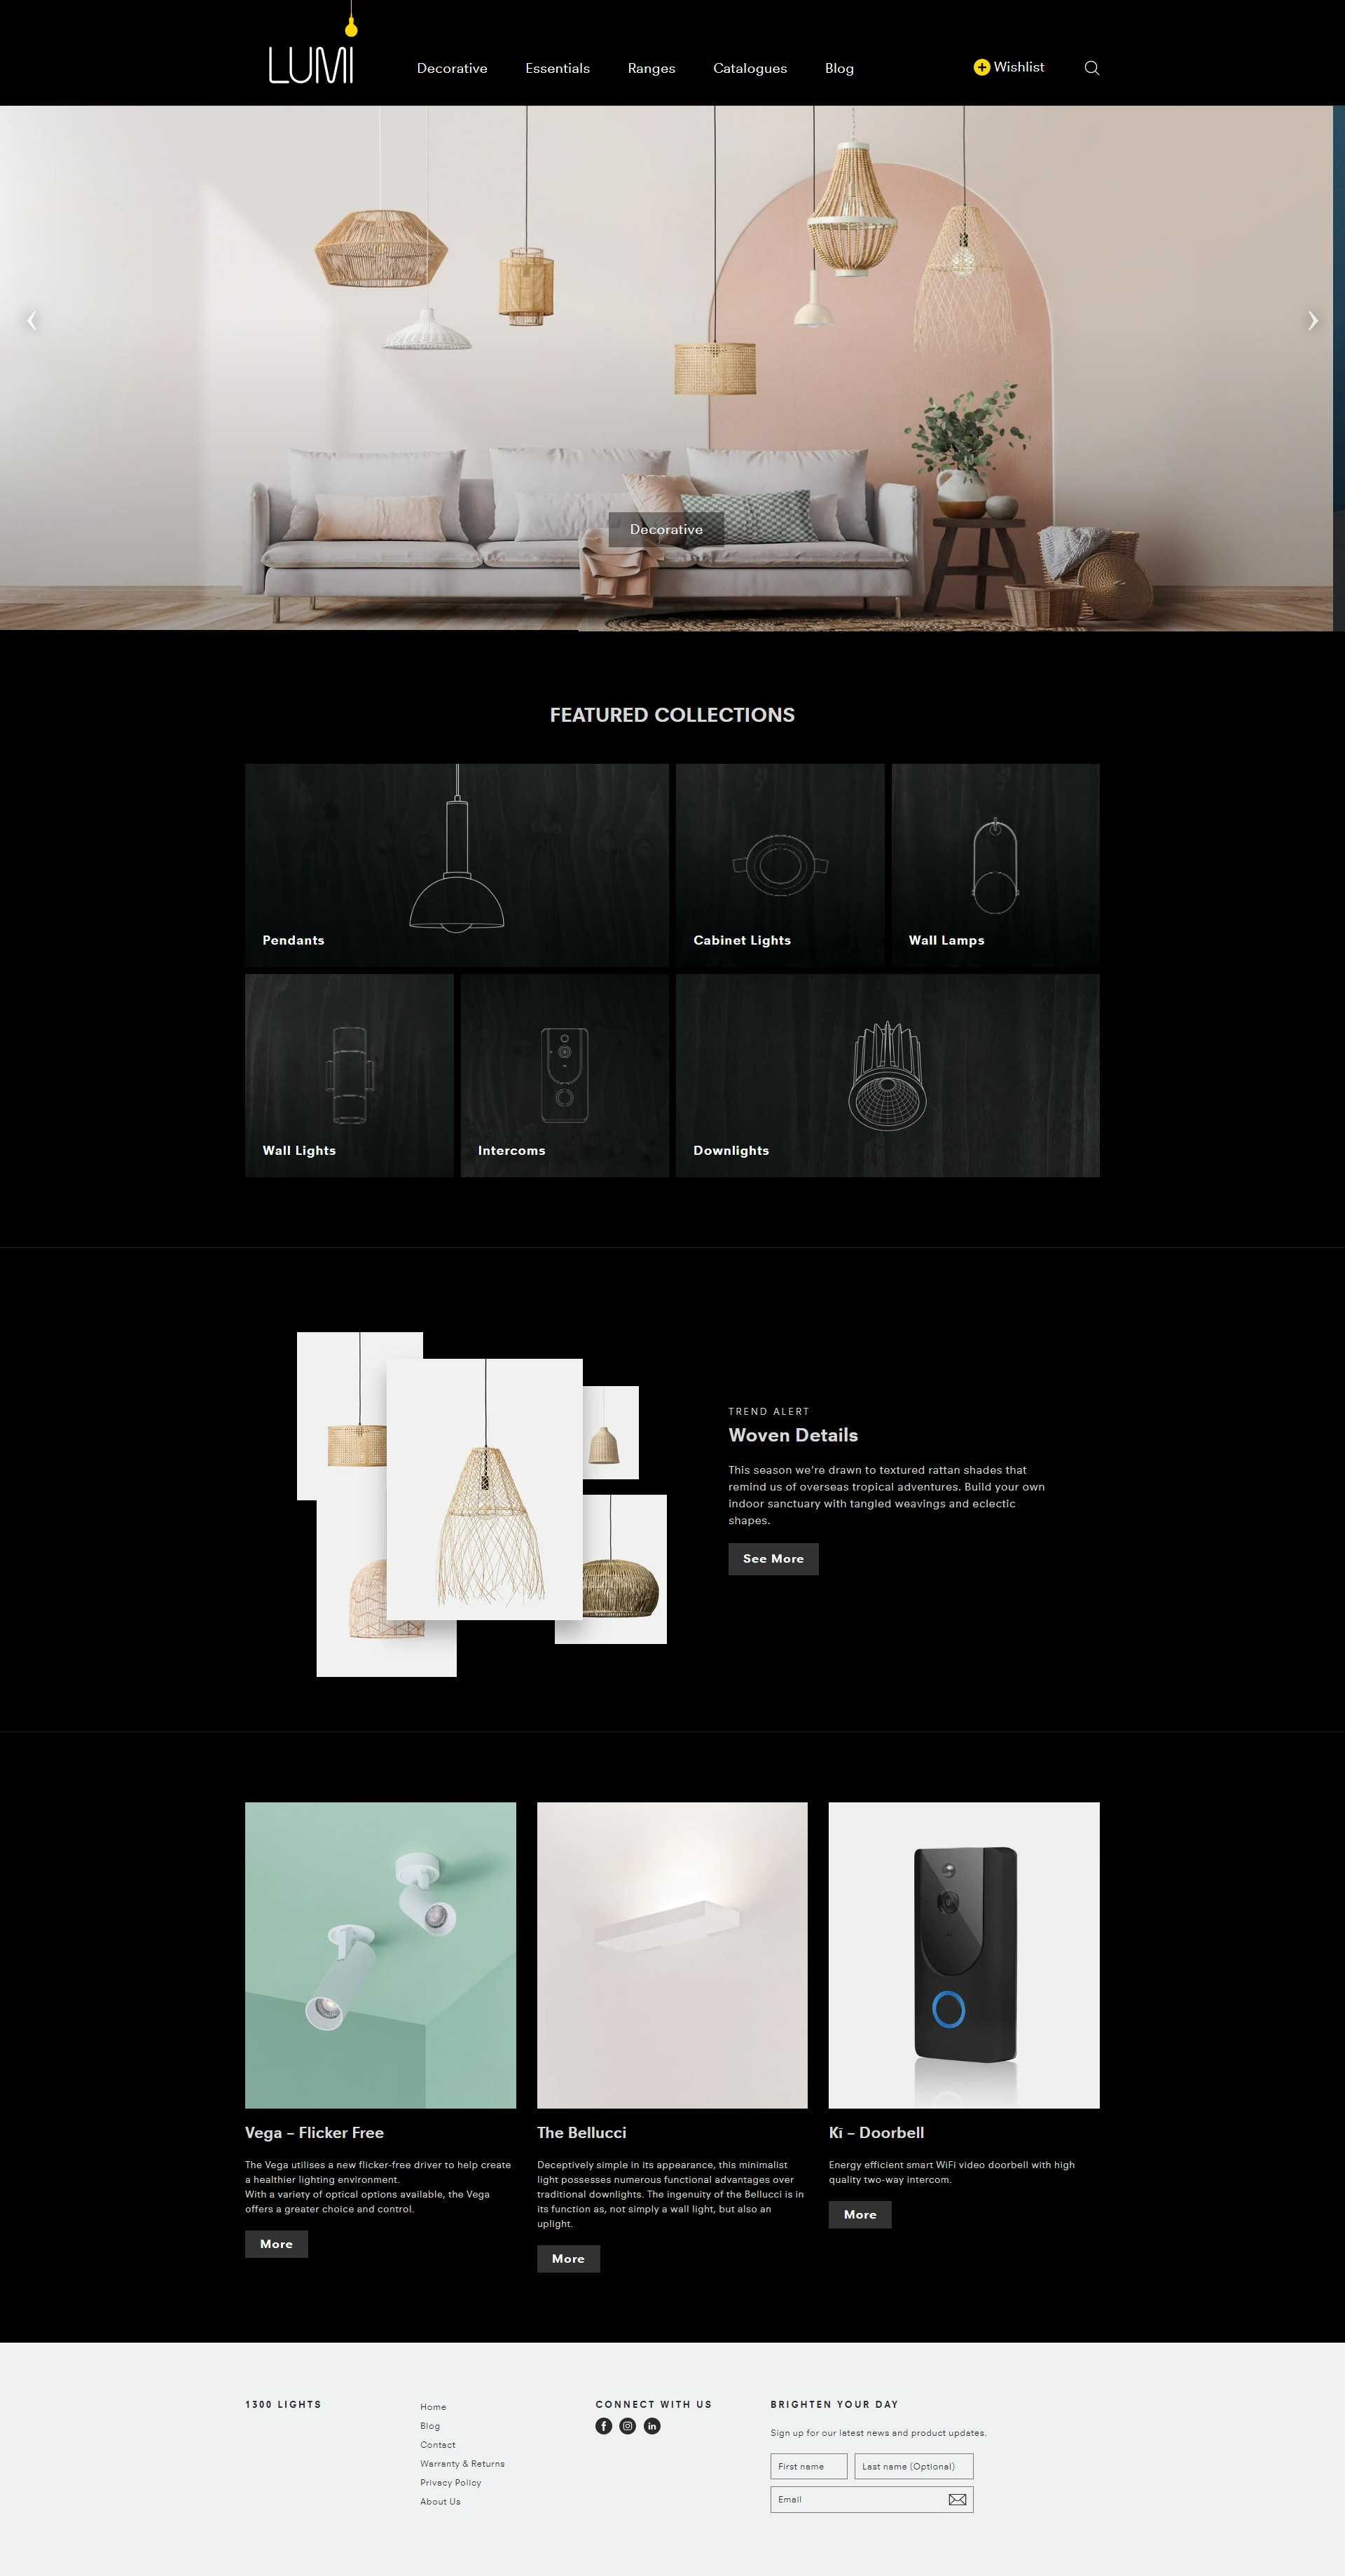 LUMI
Decorative
Essentials
Ranges
Catalogues
Blog
Wishlist
Decorative
FEATURED COLLECTIONS
Pendants
Cabinet Lights
Wall Lamps
Wall Lights
Intercoms
Downlights
TREND ALERT
Woven Details
This season we're drawn to textured rattan shades that
remind us of overseas tropical adventures. Build your own
indoor sanctuary with tangled weavings and eclectic
shapes.
See More
Vega – Flicker Free
The Vega utilises a new flicker-free driver to help create
a healthier lighting environment.
With a variety of optical options available, the Vega
offers a greater choice and control.
More
The Bellucci
Deceptively simple in its appearance, this minimalist
light possesses numerous functional advantages over
traditional downlights. The ingenuity of the Bellucci is in
its function as, not simply a wall light, but also an
uplight.
More
Kī – Doorbell
Energy efficient smart WiFi video doorbell with high
quality two-way intercom.
More
1300 LIGHTS
Home
Blog
Contact
Warranty & Returns
Privacy Policy
About Us
CONNECT WITH US
BRIGHTEN YOUR DAY
Sign up for our latest news and product updates.
First name
Last name (Optional)
Email